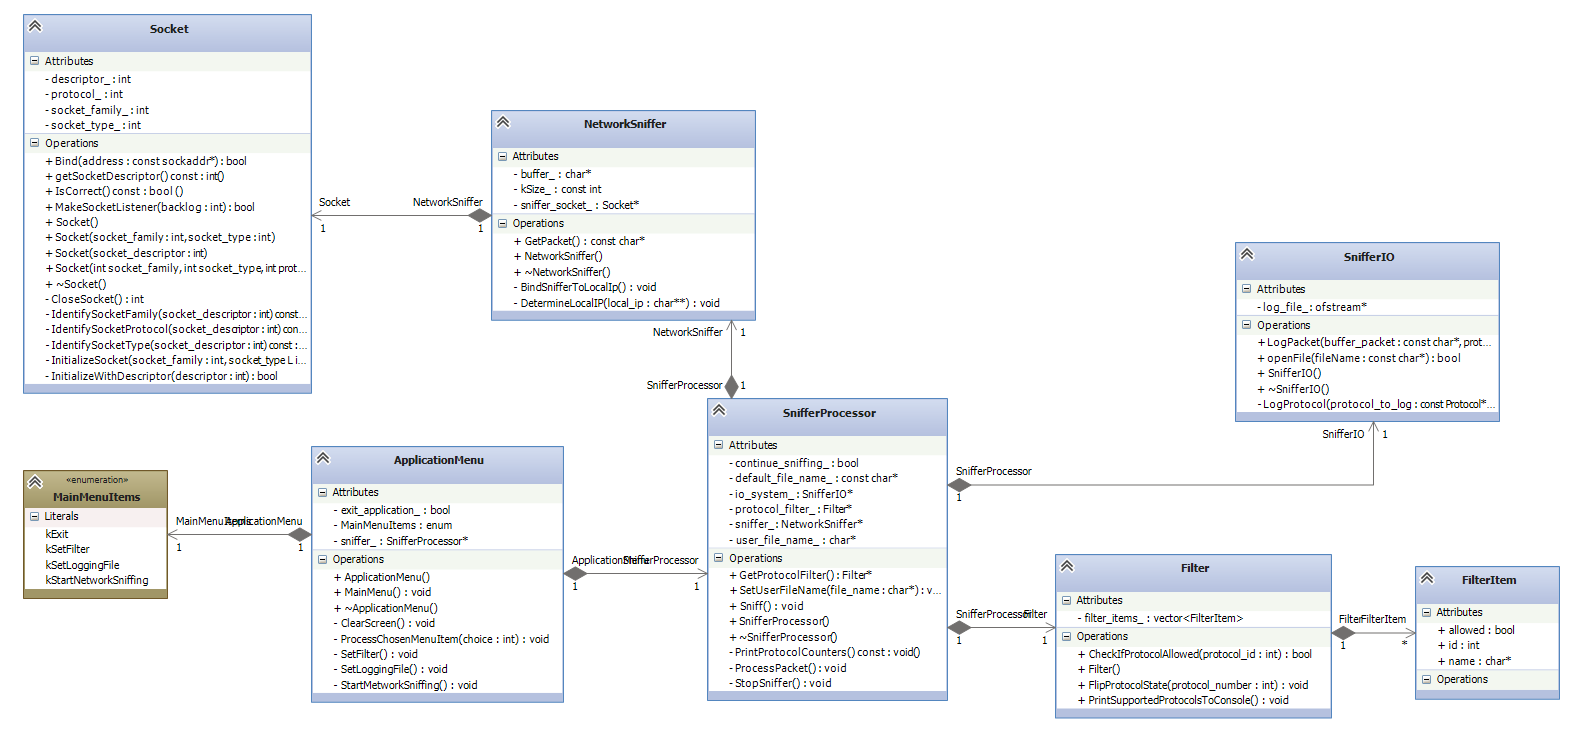 Socket
Attributes
- descriptor_ : int
- protocol_ : int
- socket_family_ : int
- socket_type_ : int
Operations
+ Bind(address : const sockaddr*) : bool
+ getSocketDescriptor() const : int()
+ IsCorrect() const : bool ()
+ MakeSocketListener(backlog : int) : bool
+ Socket()
+ Socket(socket_family : int, socket_type : int)
+ Socket(socket_descriptor : int)
+ Socket(int socket_family, int socket_type, int prot...
+ ~Socket()
- CloseSocket() : int
- IdentifySocketFamily(socket_descriptor : int) const...
- IdentifySocketProtocol(socket_descriptor : int) con...
- IdentifySocketType(socket_descriptor : int) const : ...
- InitializeSocket(socket_family : int, socket_type L i...
- InitializeWithDescriptor(descriptor : int) : bool
Socket
1
NetworkSniffer
1
NetworkSniffer
Attributes
- buffer_ : char*
- kSize_ : const int
- sniffer_socket_ : Socket*
Operations
+ GetPacket() : const char*
+ NetworkSniffer()
+ ~NetworkSniffer()
- BindSnifferToLocalIp() : void
- DetermineLocalIP(local_ip : char**) : void
NetworkSniffer
1
SnifferProcessor
1
SnifferIO
Attributes
- log_file_ : ofstream*
Operations
+ LogPacket(buffer_packet : const char*, prot...
+ openFile(fileName : const char*) : bool
+ SnifferIO()
+ ~SnifferIO()
- LogProtocol(protocol_to_log : const Protocol*...
SnifferIO
1
SnifferProcessor
1
«enumeration»
MainMenuItems
Literals
kExit
kSetFilter
kSetLoggingFile
kStartNetworkSniffing
MainMenuItems
1
ApplicationMenu
1
ApplicationMenu
Attributes
- exit_application_ : bool
- MainMenuItems : enum
- sniffer_ : SnifferProcessor*
Operations
+ ApplicationMenu()
+ MainMenu() : void
+ ~ApplicationMenu()
- ClearScreen() : void
- ProcessChosenMenuItem(choice : int) : void
- SetFilter() : void
- SetLoggingFile() : void
- StartMetworkSniffing() : void
ApplicationMenu
1
SnifferProcessor
1
SnifferProcessor
Attributes
- continue_sniffing_ : bool
- default_file_name_ : const char*
- io_system_ : SnifferIO*
- protocol_filter_ : Filter*
- sniffer_ : NetworkSniffer*
- user_file_name_ : char*
Operations
+ GetProtocolFilter() : Filter*
+ SetUserFileName(file_name : char*) : v...
+ Sniff() : void
+ SnifferProcessor()
+ ~SnifferProcessor()
- PrintProtocolCounters() const : void()
- ProcessPacket() : void
- StopSniffer() : void
SnifferProcessor
1
Filter
1
Filter
Attributes
- filter_items_ : vector<FilterItem>
Operations
+ CheckIfProtocolAllowed(protocol_id : int) : bool
+ Filter()
+ FlipProtocolState(protocol_number : int) : void
+ PrintSupportedProtocolsToConsole() : void
Filter
1
FilterItem
*
FilterItem
Attributes
+ allowed : bool
+ id : int
+ name : char*
Operations